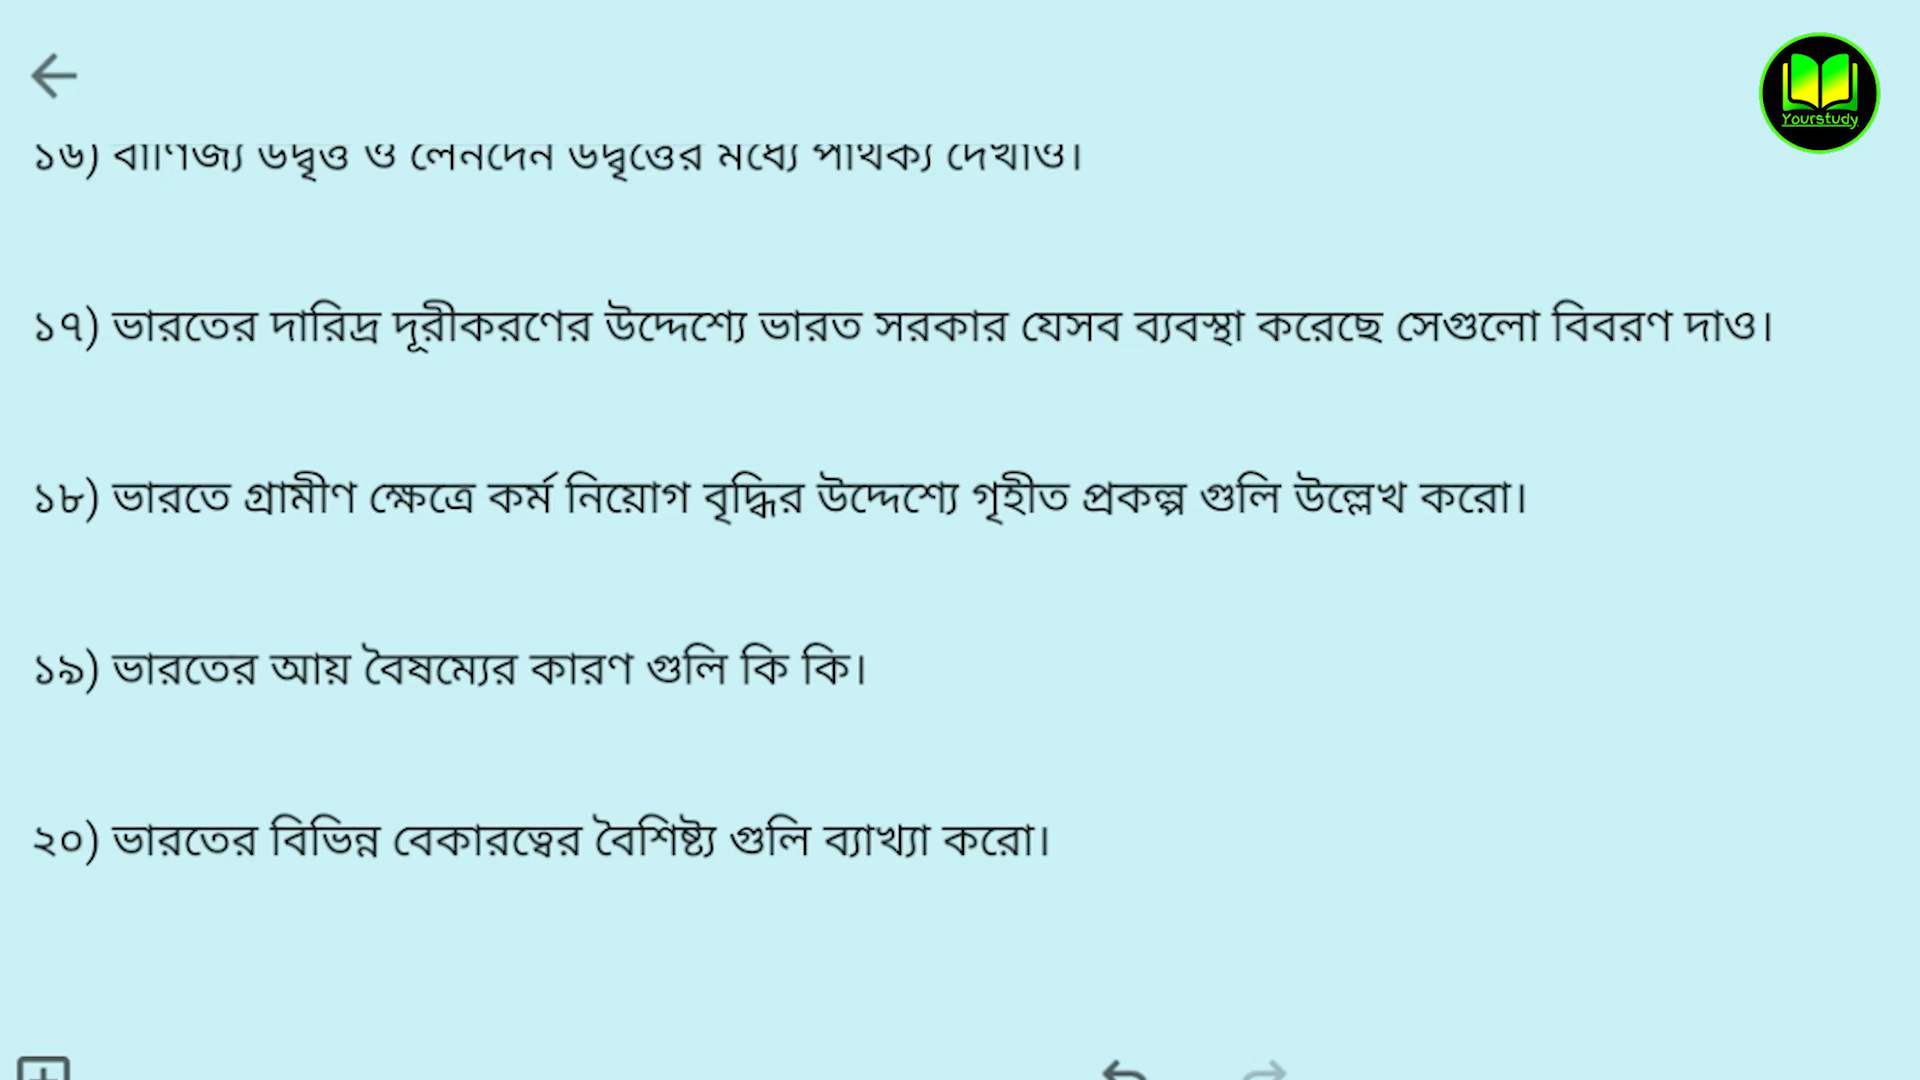 Yourstudy
১৬) বাণিজ্য উদ্বৃত্ত ও লেনদেন উদ্বৃত্তের মধ্যে পার্থক্য দেখাও।
১৭) ভারতের দারিদ্র দূরীকরণের উদ্দেশ্যে ভারত সরকার যেসব ব্যবস্থা করেছে সেগুলো বিবরণ দাও।
১৮) ভারতে গ্রামীণ ক্ষেত্রে কর্ম নিয়োগ বৃদ্ধির উদ্দেশ্যে গৃহীত প্রকল্প গুলি উল্লেখ করো।
১৯) ভারতের আয় বৈষম্যের কারণ গুলি কি কি।
২০) ভারতের বিভিন্ন বেকারত্বের বৈশিষ্ট্য গুলি ব্যাখ্যা করো।